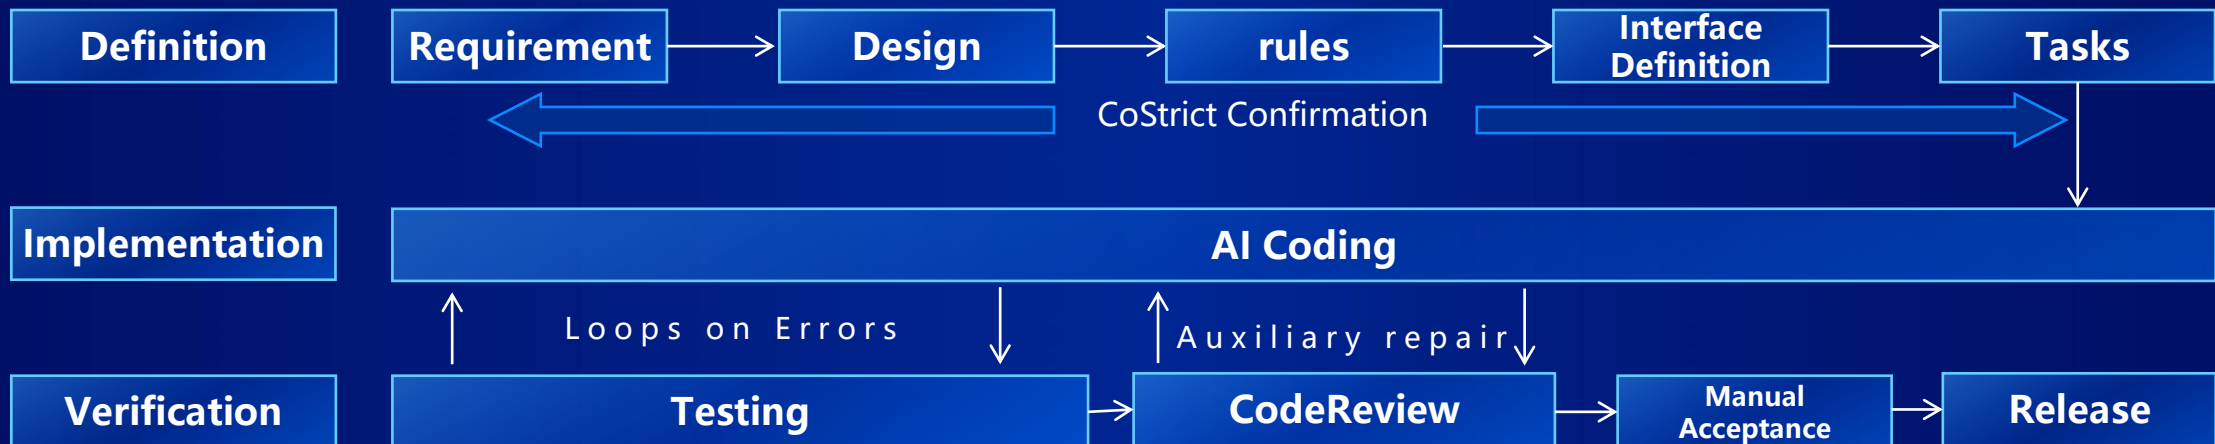 Definition
Requirement
Design
rules
Interface
Definition
Tasks
CoStrict Confirmation
Implementation
AI Coding
Loops on Errors
Auxiliary repair
Verification
Testing
CodeReview
Manual
Acceptance
Release